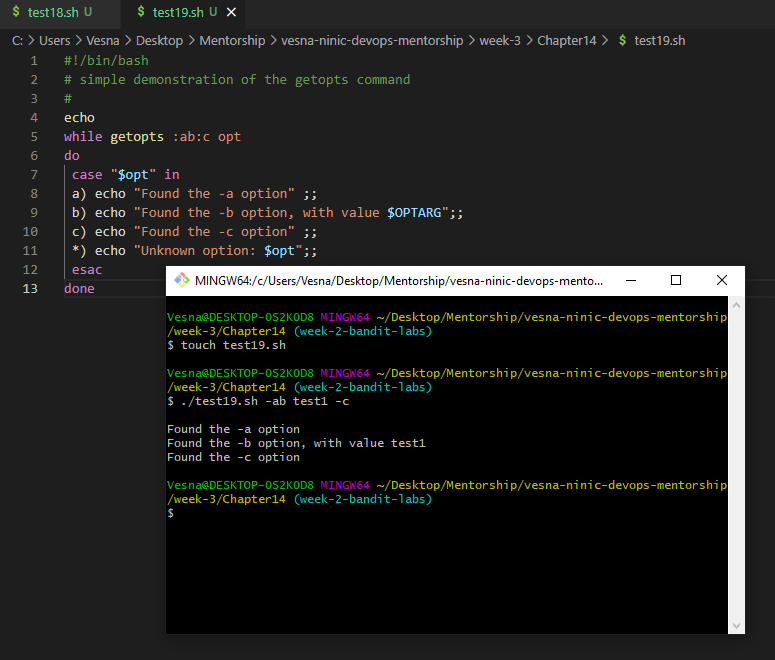 $ test18.sh U $ test19.sh U ×
C: > Users > Vesna > Desktop > Mentorship > vesna-ninic-devops-mentorship > week-3 > Chapter14 > $ test19.sh
1 #!/bin/bash
2 # simple demonstration of the getopts command
3 #
4 echo
5 while getopts :ab:c opt
6 do
7 case "$opt" in
8 a) echo "Found the -a option" ;;
9 b) echo "Found the -b option, with value $OPTARG";;
10 c) echo "Found the -c option" ;;
11 *) echo "Unknown option: $opt";;
12 esac
13 done
MINGW64:/c/Users/Vesna/Desktop/Mentorship/vesna-ninic-devops-mento...
Vesna@DESKTOP-OS2KOD8 MINGW64 ~/Desktop/Mentorship/vesna-ninic-devops-mentorship
/week-3/Chapter14 (week-2-bandit-labs)
$ touch test19.sh
Vesna@DESKTOP-OS2KOD8 MINGW64 ~/Desktop/Mentorship/vesna-ninic-devops-mentorship
/week-3/Chapter14 (week-2-bandit-labs)
$ ./test19.sh -ab test1 -c
Found the -a option
Found the -b option, with value test1
Found the -c option
Vesna@DESKTOP-OS2KOD8 MINGW64 ~/Desktop/Mentorship/vesna-ninic-devops-mentorship
/week-3/Chapter14 (week-2-bandit-labs)
$